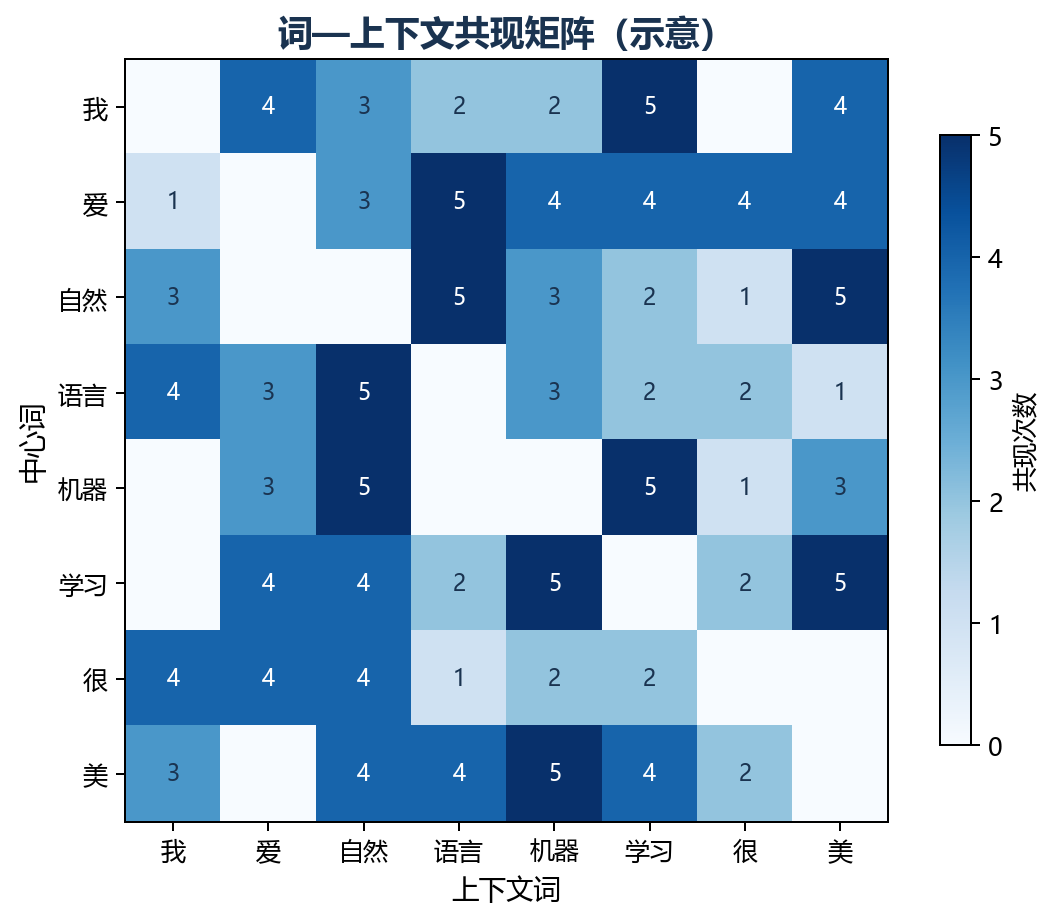 词—上下文共现矩阵（示意）
我 4 3 2 2 5 4
爱 1 3 5 4 4 4 4
自然 3 5 3 2 1 5
语言 4 3 5 3 2 2 1
机器 3 5 5 1 3
学习 4 4 2 5 2 5
很 4 4 4 1 2 2
美 3 4 4 5 4 2
我 爱 自然 语言 机器 学习 很 美
上下文词
中心词
5
4
3
2
1
0
共现次数